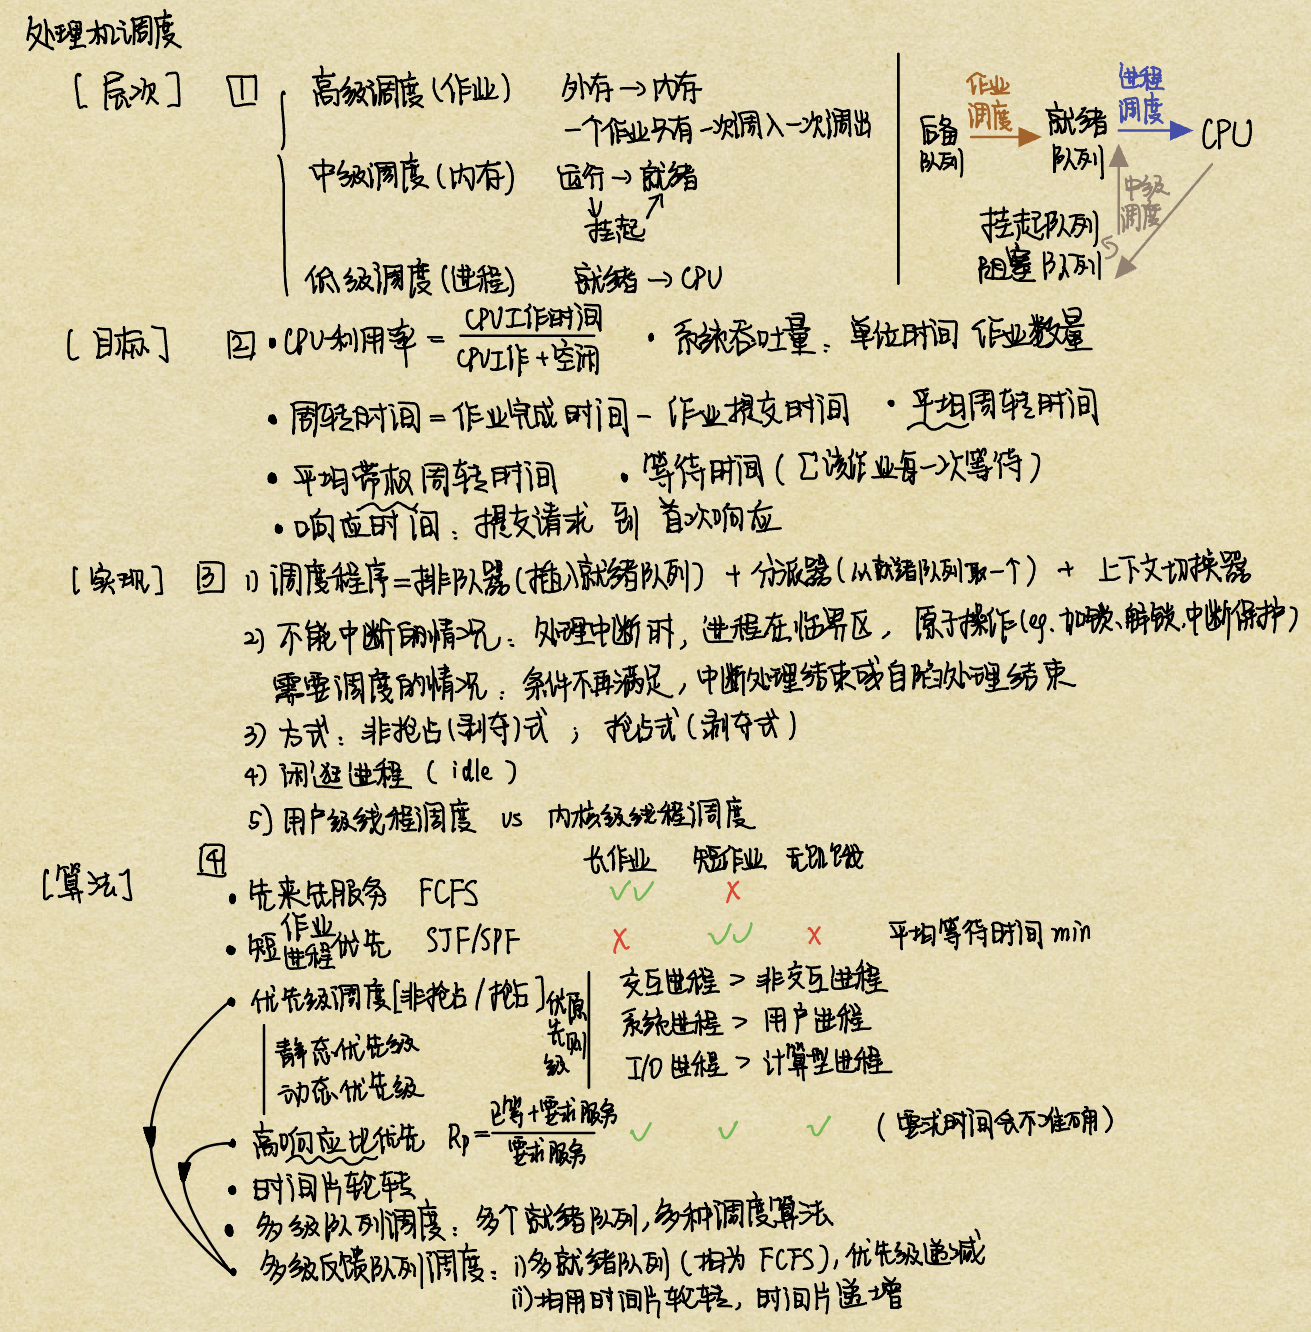 处理机调度
[层次] 1 高级调度(作业) 外存→内存
一个作业只有一次调入一次调出
中级调度(内存) 运行→就绪
挂起
低级调度(进程) 就绪→CPU
作业调度
进程调度
后备队列 就绪队列 CPU
中级调度
挂起队列
阻塞队列
[目标] 2 • CPU利用率 = CPU工作时间 / CPU工作+空闲 • 系统吞吐量: 单位时间作业数量
• 周转时间 = 作业完成时间 - 作业提交时间 • 平均周转时间
• 平均带权周转时间 • 等待时间(Σ该作业每一次等待)
• 响应时间: 提交请求 到 首次响应
[实现] 3 1) 调度程序=排队器(插入就绪队列) + 分派器(从就绪队列取一个) + 上下文切换器
2) 不能中断的情况: 处理中断时, 进程在临界区, 原子操作(eg. 加锁、解锁、中断保护)
需要调度的情况: 条件不再满足, 中断处理结束或自陷处理结束
3) 方式: 非抢占(剥夺)式 ; 抢占式(剥夺式)
4) 闲逛进程 (idle)
5) 用户级线程调度 vs 内核级线程调度
[算法] 4 长作业 短作业 无饥饿
• 先来先服务 FCFS ✓✓ ✗
• 短作业/进程优先 SJF/SPF ✗ ✓✓ ✗ 平均等待时间 min
• 优先级调度[非抢占/抢占] 优先级原则 交互进程 > 非交互进程
系统进程 > 用户进程
静态优先级
I/O进程 > 计算型进程
动态优先级
• 高响应比优先 Rp = 已等+要求服务 / 要求服务 ✓ ✓ ✓ (要求时间会不准确)
• 时间片轮转
• 多级队列调度: 多个就绪队列, 多种调度算法
• 多级反馈队列调度: i) 多就绪队列(均为 FCFS), 优先级递减
ii) 均用时间片轮转, 时间片递增